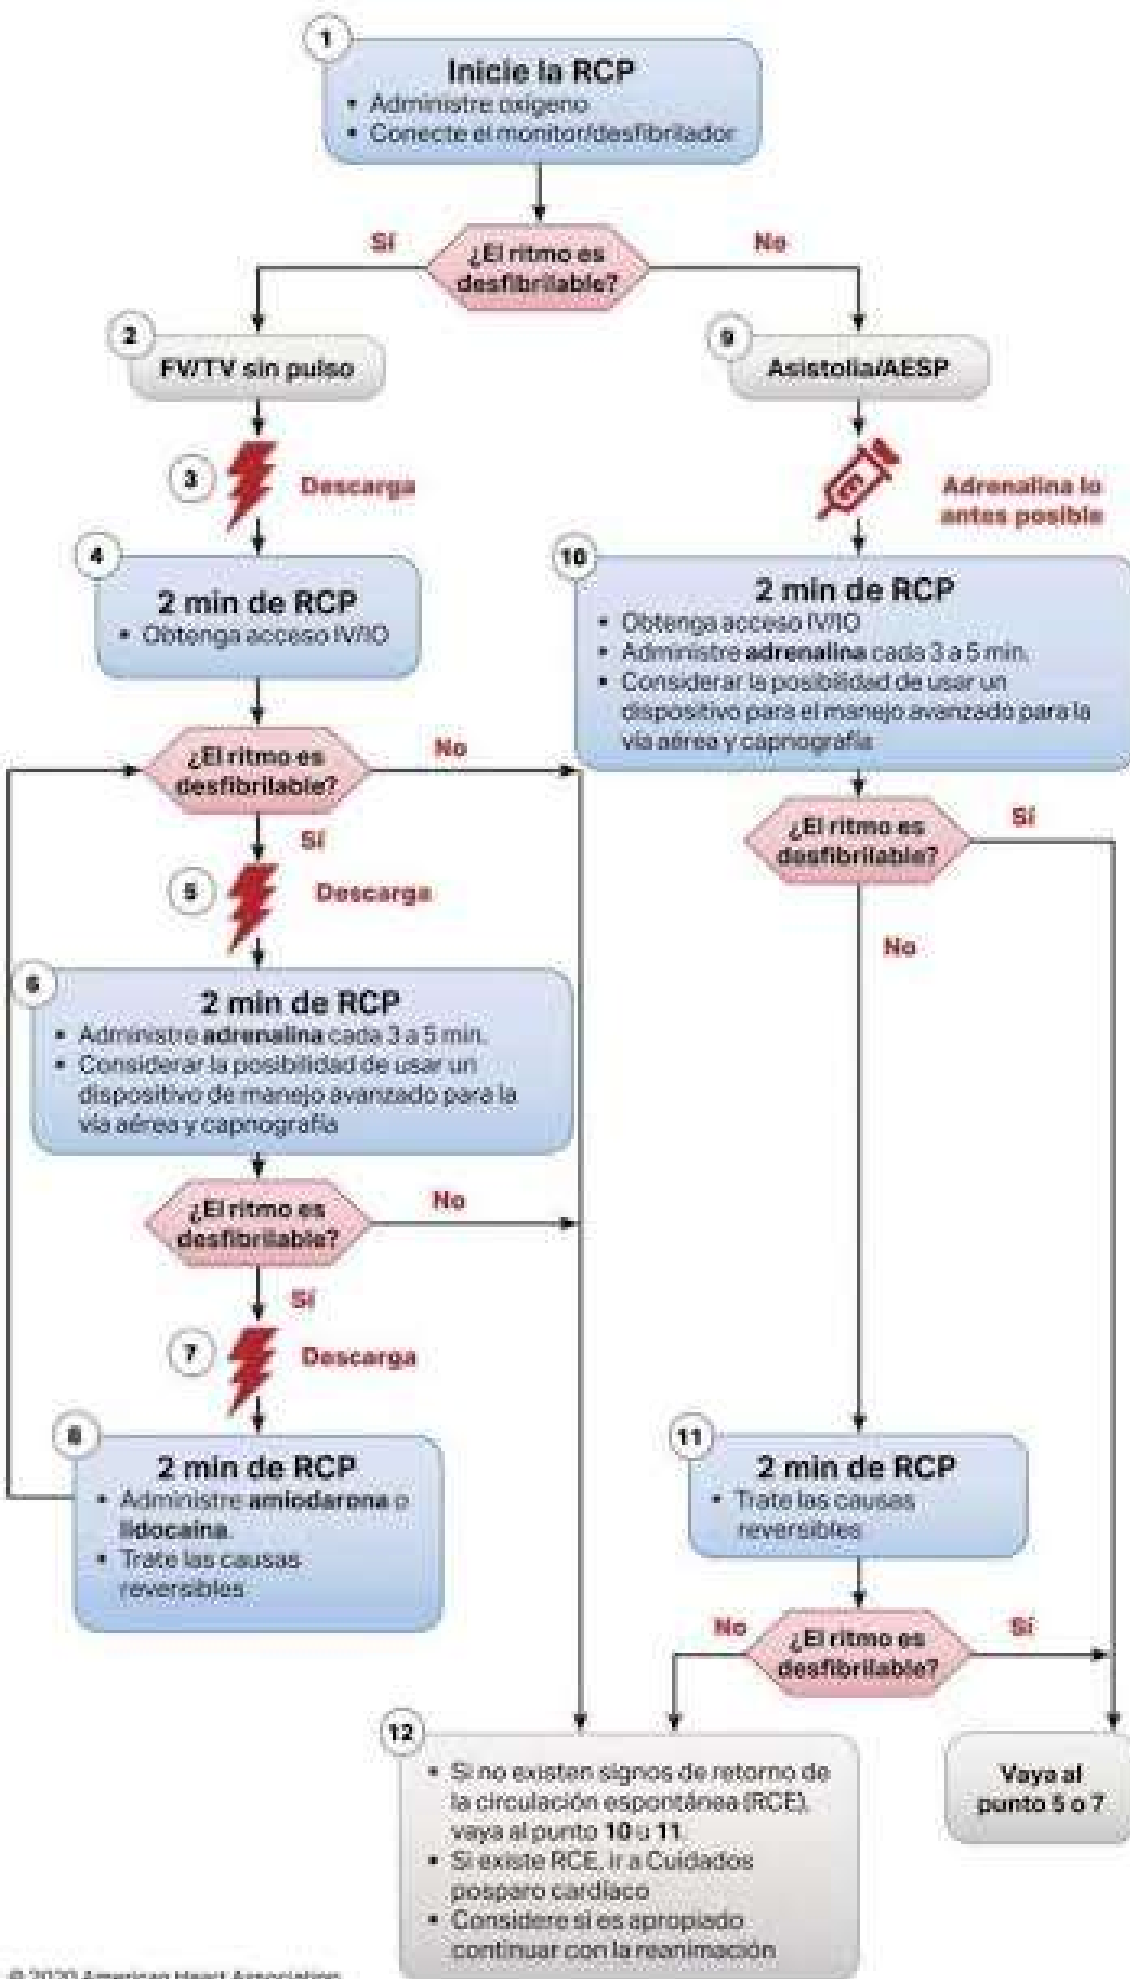 1
Inicie la RCP
• Administre oxígeno
• Conecte el monitor/desfibrilador
¿El ritmo es
desfibrilable?
Sí
No
2
FV/TV sin pulso
3
Descarga
4
2 min de RCP
• Obtenga acceso IV/IO
¿El ritmo es
desfibrilable?
No
Sí
5
Descarga
6
2 min de RCP
• Administre adrenalina cada 3 a 5 min.
• Considerar la posibilidad de usar un
dispositivo de manejo avanzado para la
vía aérea y capnografía
¿El ritmo es
desfibrilable?
No
Sí
7
Descarga
8
2 min de RCP
• Administre amiodarona o
lidocaína.
• Trate las causas
reversibles
9
Asistolia/AESP
Adrenalina lo
antes posible
10
2 min de RCP
• Obtenga acceso IV/IO
• Administre adrenalina cada 3 a 5 min.
• Considerar la posibilidad de usar un
dispositivo para el manejo avanzado para la
vía aérea y capnografía
¿El ritmo es
desfibrilable?
Sí
No
11
2 min de RCP
• Trate las causas
reversibles
¿El ritmo es
desfibrilable?
No
Sí
12
• Si no existen signos de retorno de
la circulación espontánea (RCE),
vaya al punto 10 u 11.
• Si existe RCE, ir a Cuidados
posparo cardíaco
• Considere si es apropiado
continuar con la reanimación
Vaya al
punto 5 o 7
© 2020 American Heart Association